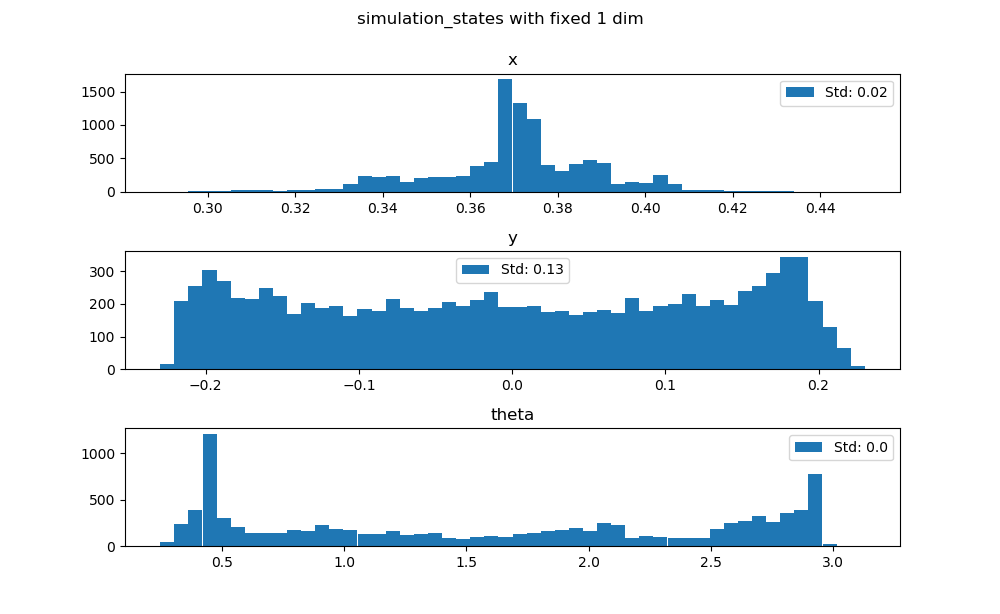 simulation_states with fixed 1 dim
x
Std: 0.02
1500
1000
500
0
0.30 0.32 0.34 0.36 0.38 0.40 0.42 0.44
y
Std: 0.13
300
200
100
0
−0.2 −0.1 0.0 0.1 0.2
theta
Std: 0.0
1000
500
0
0.5 1.0 1.5 2.0 2.5 3.0